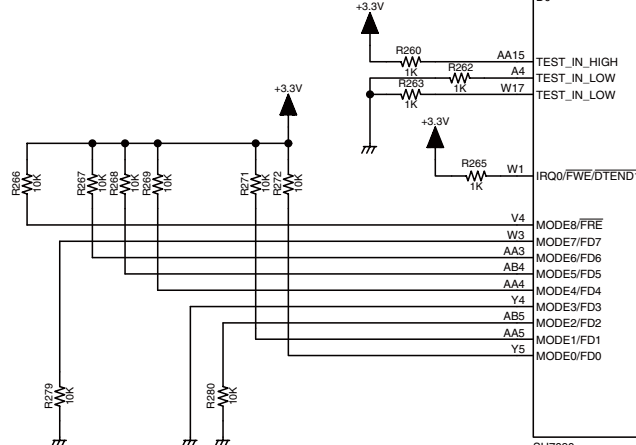 +3.3V
R260
1K
AA15
TEST_IN_HIGH
R262
1K
A4
TEST_IN_LOW
R263
1K
W17
TEST_IN_LOW
+3.3V
+3.3V
R265
1K
W1
IRQ0/FWE/DTEND1
R266
10K
R267
10K
R268
10K
R269
10K
R271
10K
R272
10K
V4
MODE8/FRE
W3
MODE7/FD7
AA3
MODE6/FD6
AB4
MODE5/FD5
AA4
MODE4/FD4
Y4
MODE3/FD3
AB5
MODE2/FD2
AA5
MODE1/FD1
Y5
MODE0/FD0
R279
10K
R280
10K